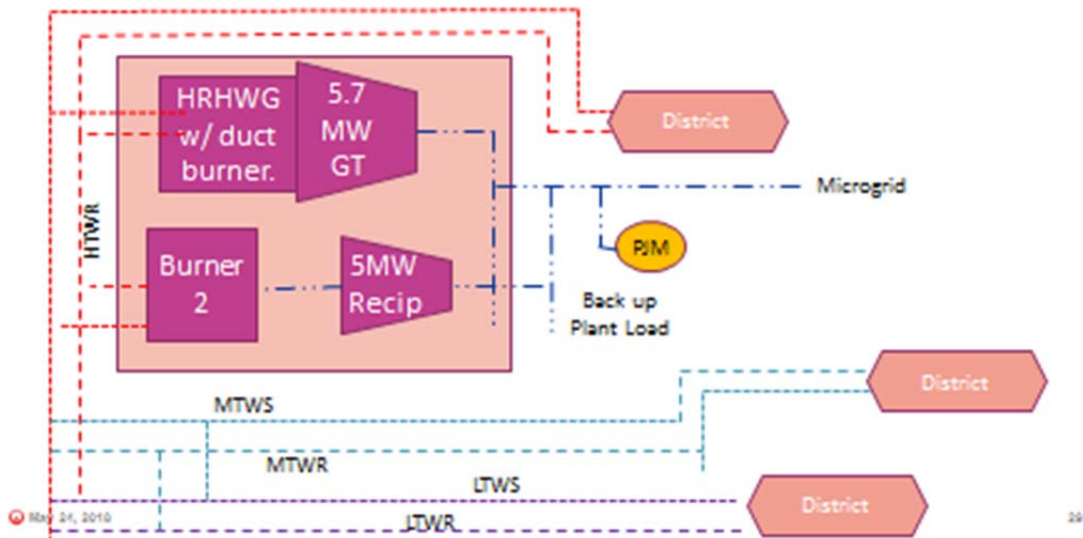 HRHWG
w/ duct
burner.
5.7
MW
GT
District
Microgrid
HTWR
PJM
Burner
2
5MW
Recip
Back up
Plant Load
District
MTWS
MTWR
LTWS
District
May 24, 2018
LTWR
29